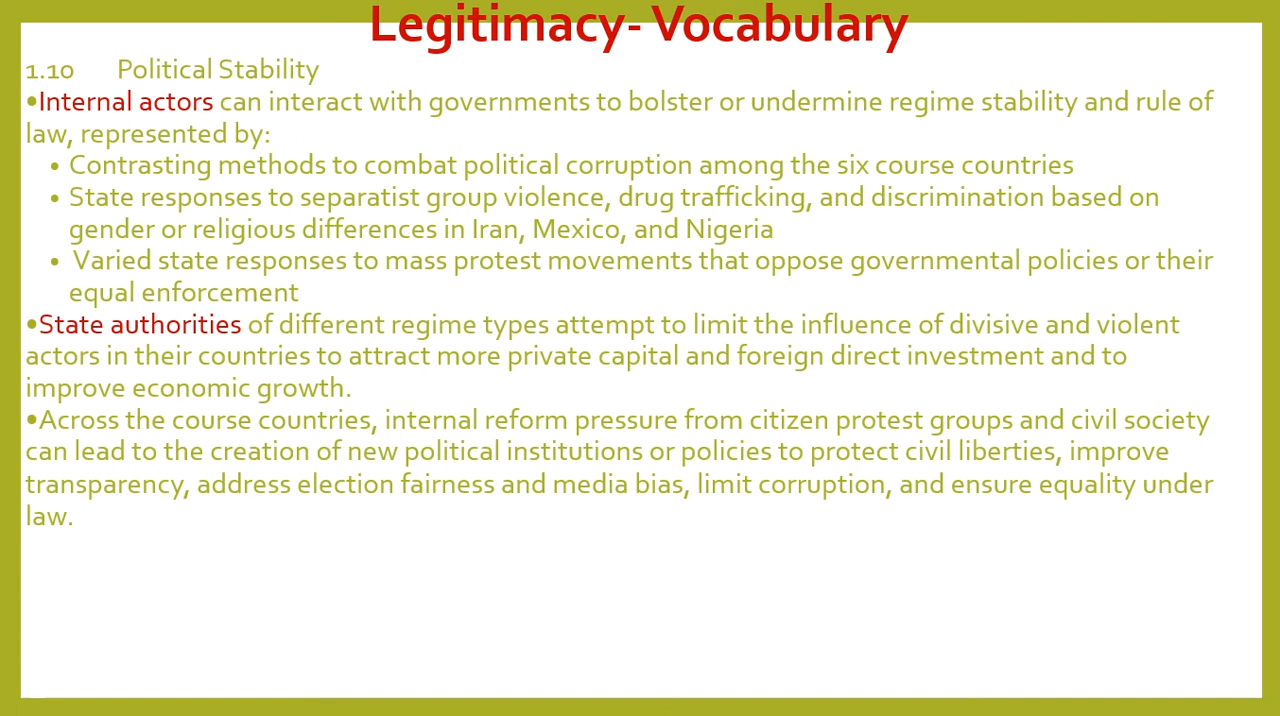 Legitimacy- Vocabulary
1.10 Political Stability
•Internal actors can interact with governments to bolster or undermine regime stability and rule of
law, represented by:
• Contrasting methods to combat political corruption among the six course countries
• State responses to separatist group violence, drug trafficking, and discrimination based on
gender or religious differences in Iran, Mexico, and Nigeria
• Varied state responses to mass protest movements that oppose governmental policies or their
equal enforcement
•State authorities of different regime types attempt to limit the influence of divisive and violent
actors in their countries to attract more private capital and foreign direct investment and to
improve economic growth.
•Across the course countries, internal reform pressure from citizen protest groups and civil society
can lead to the creation of new political institutions or policies to protect civil liberties, improve
transparency, address election fairness and media bias, limit corruption, and ensure equality under
law.